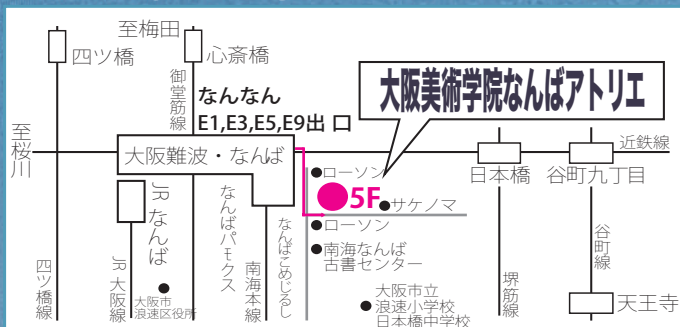 至梅田
四ツ橋
心斎橋
御堂筋線
なんなん
E1,E3,E5,E9出 口
大阪美術学院なんばアトリエ
至桜川
大阪難波・なんば
近鉄線
日本橋
谷町九丁目
ローソン
5F
サケノマ
ローソン
南海なんば
古書センター
JRなんば
なんばパモクス
なんばこめじるし
南海本線
四ツ橋線
JR大阪線
大阪市
浪速区役所
大阪市立
浪速小学校
日本橋中学校
堺筋線
谷町線
天王寺